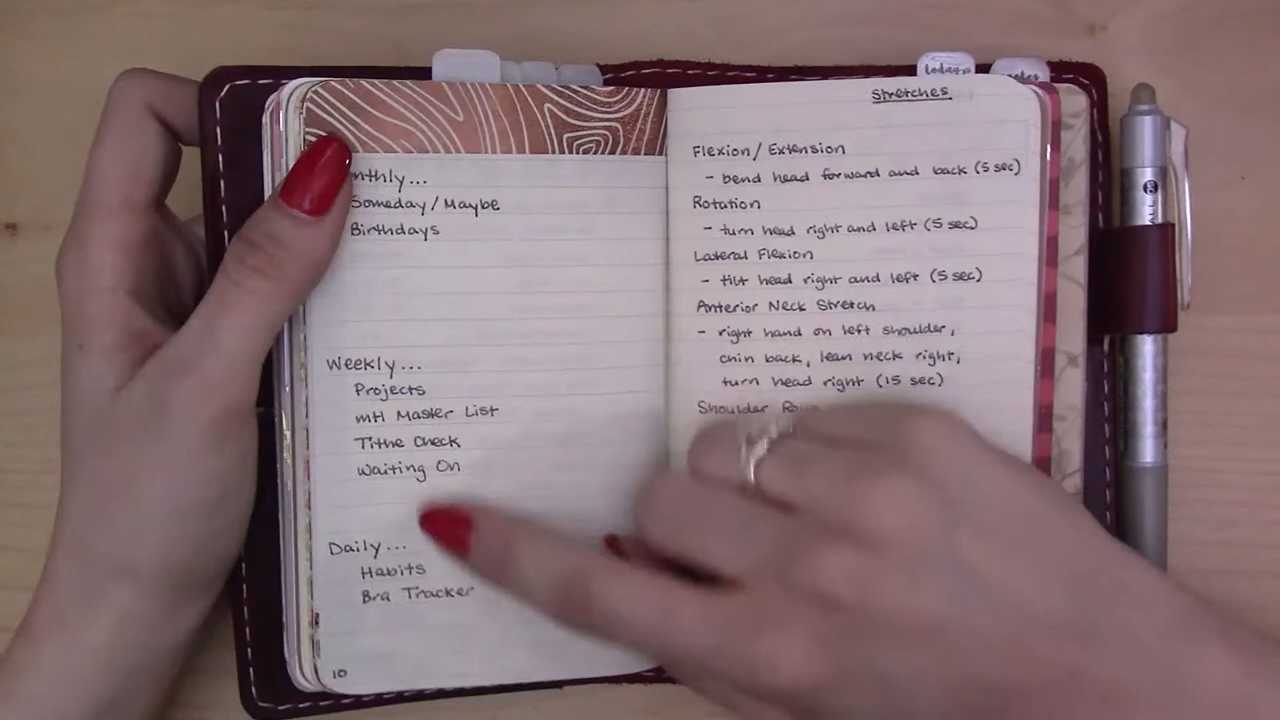 today
nthly...
Someday/Maybe
Birthdays
Weekly...
Projects
mtl Master List
Tithe Check
Waiting On
Daily...
Habits
Bra Tracker
10
Stretches
Flexion/Extension
- bend head forward and back (5 sec)
Rotation
- turn head right and left (5 sec)
Lateral Flexion
- tilt head right and left (5 sec)
Anterior Neck Stretch
- right hand on left shoulder,
chin back, lean neck right,
turn head right (15 sec)
Shoulder